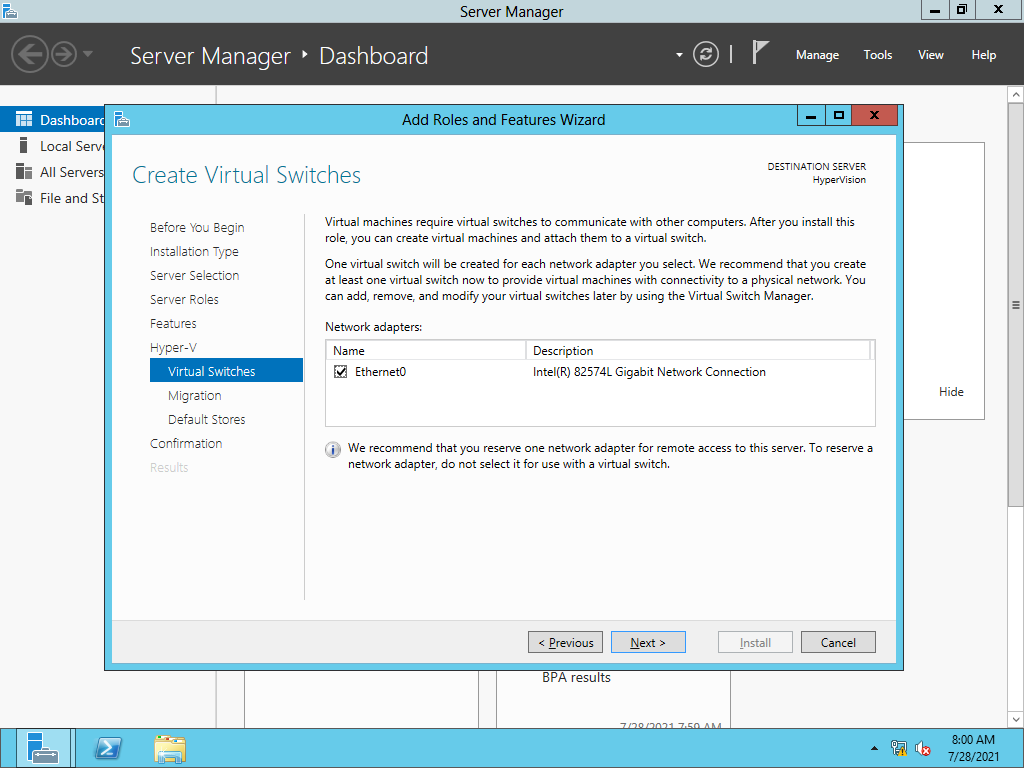 Server Manager
Server Manager Dashboard
Manage Tools View Help
Dashboard
Local Serve
All Servers
File and St
Add Roles and Features Wizard
Create Virtual Switches
DESTINATION SERVER
HyperVision
Before You Begin
Installation Type
Server Selection
Server Roles
Features
Hyper-V
Virtual Switches
Migration
Default Stores
Confirmation
Results
Virtual machines require virtual switches to communicate with other computers. After you install this
role, you can create virtual machines and attach them to a virtual switch.
One virtual switch will be created for each network adapter you select. We recommend that you create
at least one virtual switch now to provide virtual machines with connectivity to a physical network. You
can add, remove, and modify your virtual switches later by using the Virtual Switch Manager.
Network adapters:
Name Description
Ethernet0 Intel(R) 82574L Gigabit Network Connection
We recommend that you reserve one network adapter for remote access to this server. To reserve a
network adapter, do not select it for use with a virtual switch.
< Previous Next > Install Cancel
Hide
BPA results
7/28/2021 7:59 AM
8:00 AM
7/28/2021